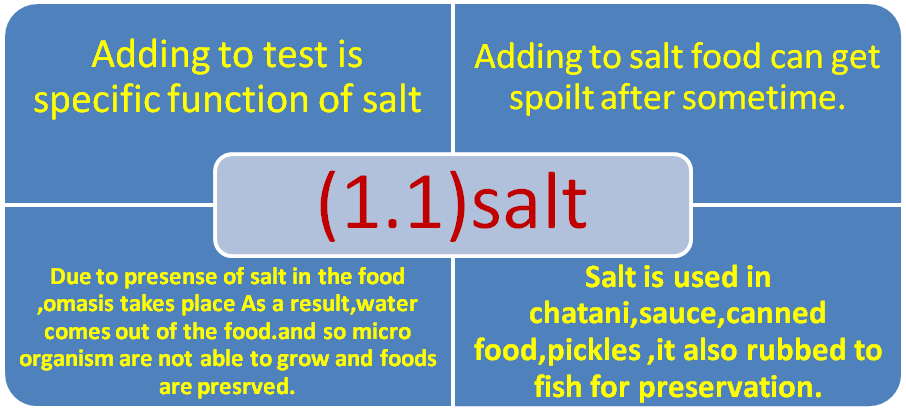 Adding to test is
specific function of salt
Adding to salt food can get
spoilt after sometime.
(1.1)salt
Due to presense of salt in the food
,omasis takes place As a result,water
comes out of the food.and so micro
organism are not able to grow and foods
are presrved.
Salt is used in
chatani,sauce,canned
food,pickles ,it also rubbed to
fish for preservation.